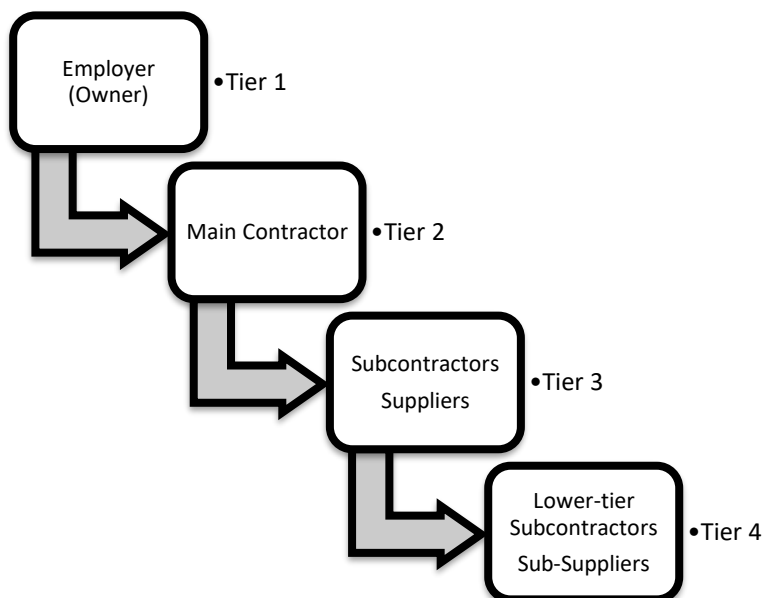 Employer
(Owner)
•Tier 1
Main Contractor
•Tier 2
Subcontractors
Suppliers
•Tier 3
Lower-tier
Subcontractors
Sub-Suppliers
•Tier 4